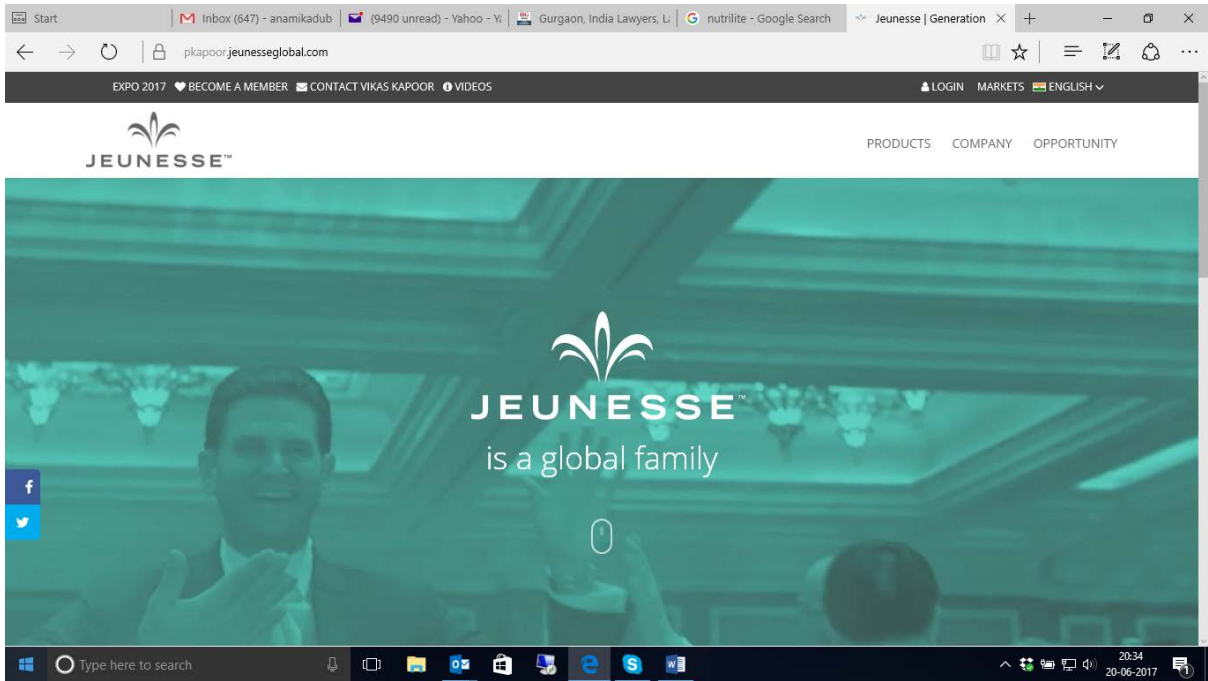 Start
Inbox (647) - anamikadub
(9490 unread) - Yahoo - Ya
Gurgaon, India Lawyers, La
nutrilite - Google Search
Jeunesse | Generation
pkapoor.jeunesseglobal.com
EXPO 2017 BECOME A MEMBER CONTACT VIKAS KAPOOR VIDEOS
LOGIN MARKETS ENGLISH
JEUNESSE™
PRODUCTS COMPANY OPPORTUNITY
JEUNESSE™
is a global family
Type here to search
20:34
20-06-2017